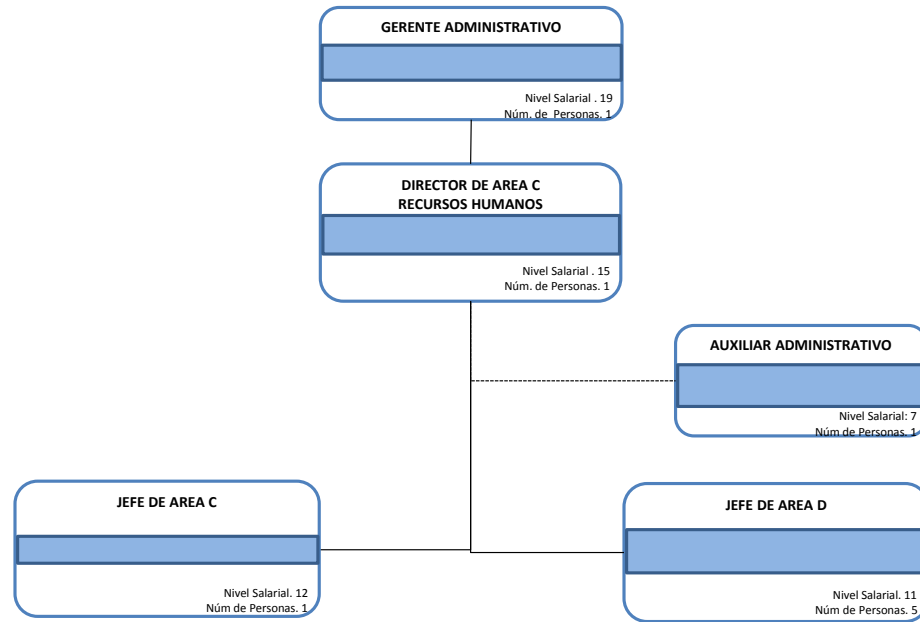 GERENTE ADMINISTRATIVO
Nivel Salarial . 19
Núm. de Personas. 1
DIRECTOR DE AREA C
RECURSOS HUMANOS
Nivel Salarial . 15
Núm. de Personas. 1
AUXILIAR ADMINISTRATIVO
Nivel Salarial: 7
Núm de Personas. 1
JEFE DE AREA C
Nivel Salarial. 12
Núm de Personas. 1
JEFE DE AREA D
Nivel Salarial. 11
Núm de Personas. 5